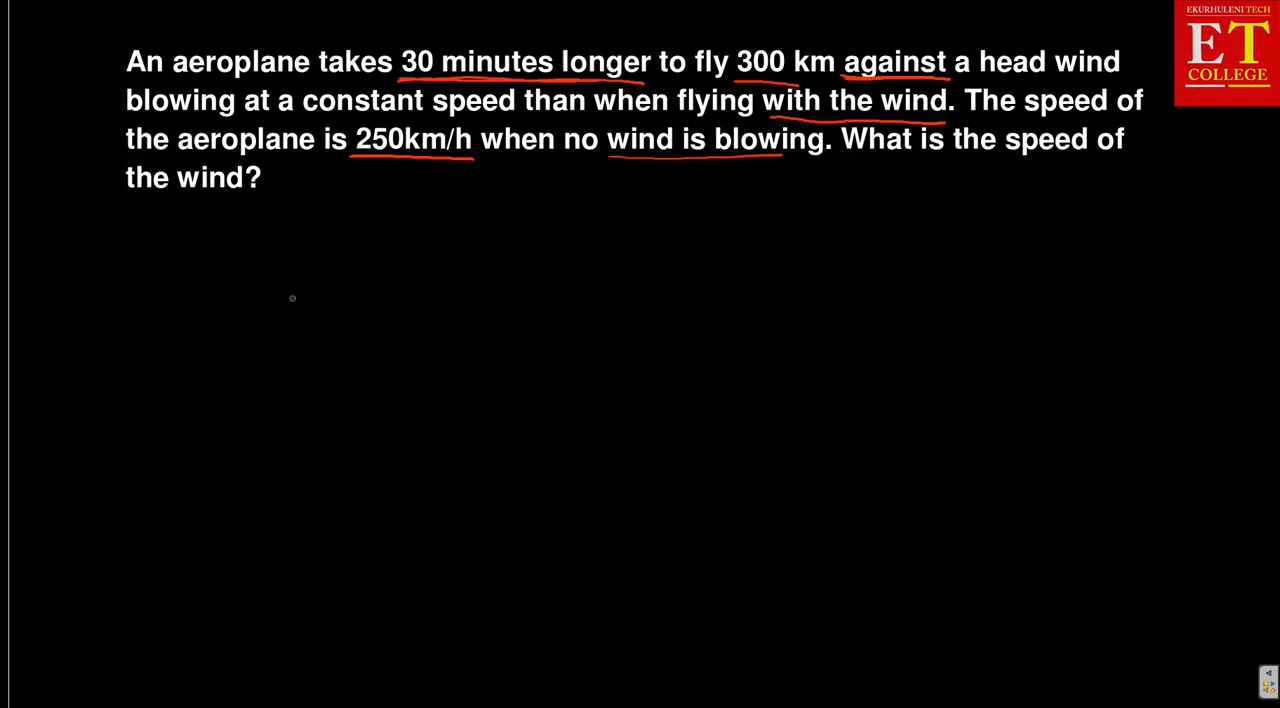 An aeroplane takes 30 minutes longer to fly 300 km against a head wind
blowing at a constant speed than when flying with the wind. The speed of
the aeroplane is 250km/h when no wind is blowing. What is the speed of
the wind?
EKURHULENI TECH
ET
COLLEGE